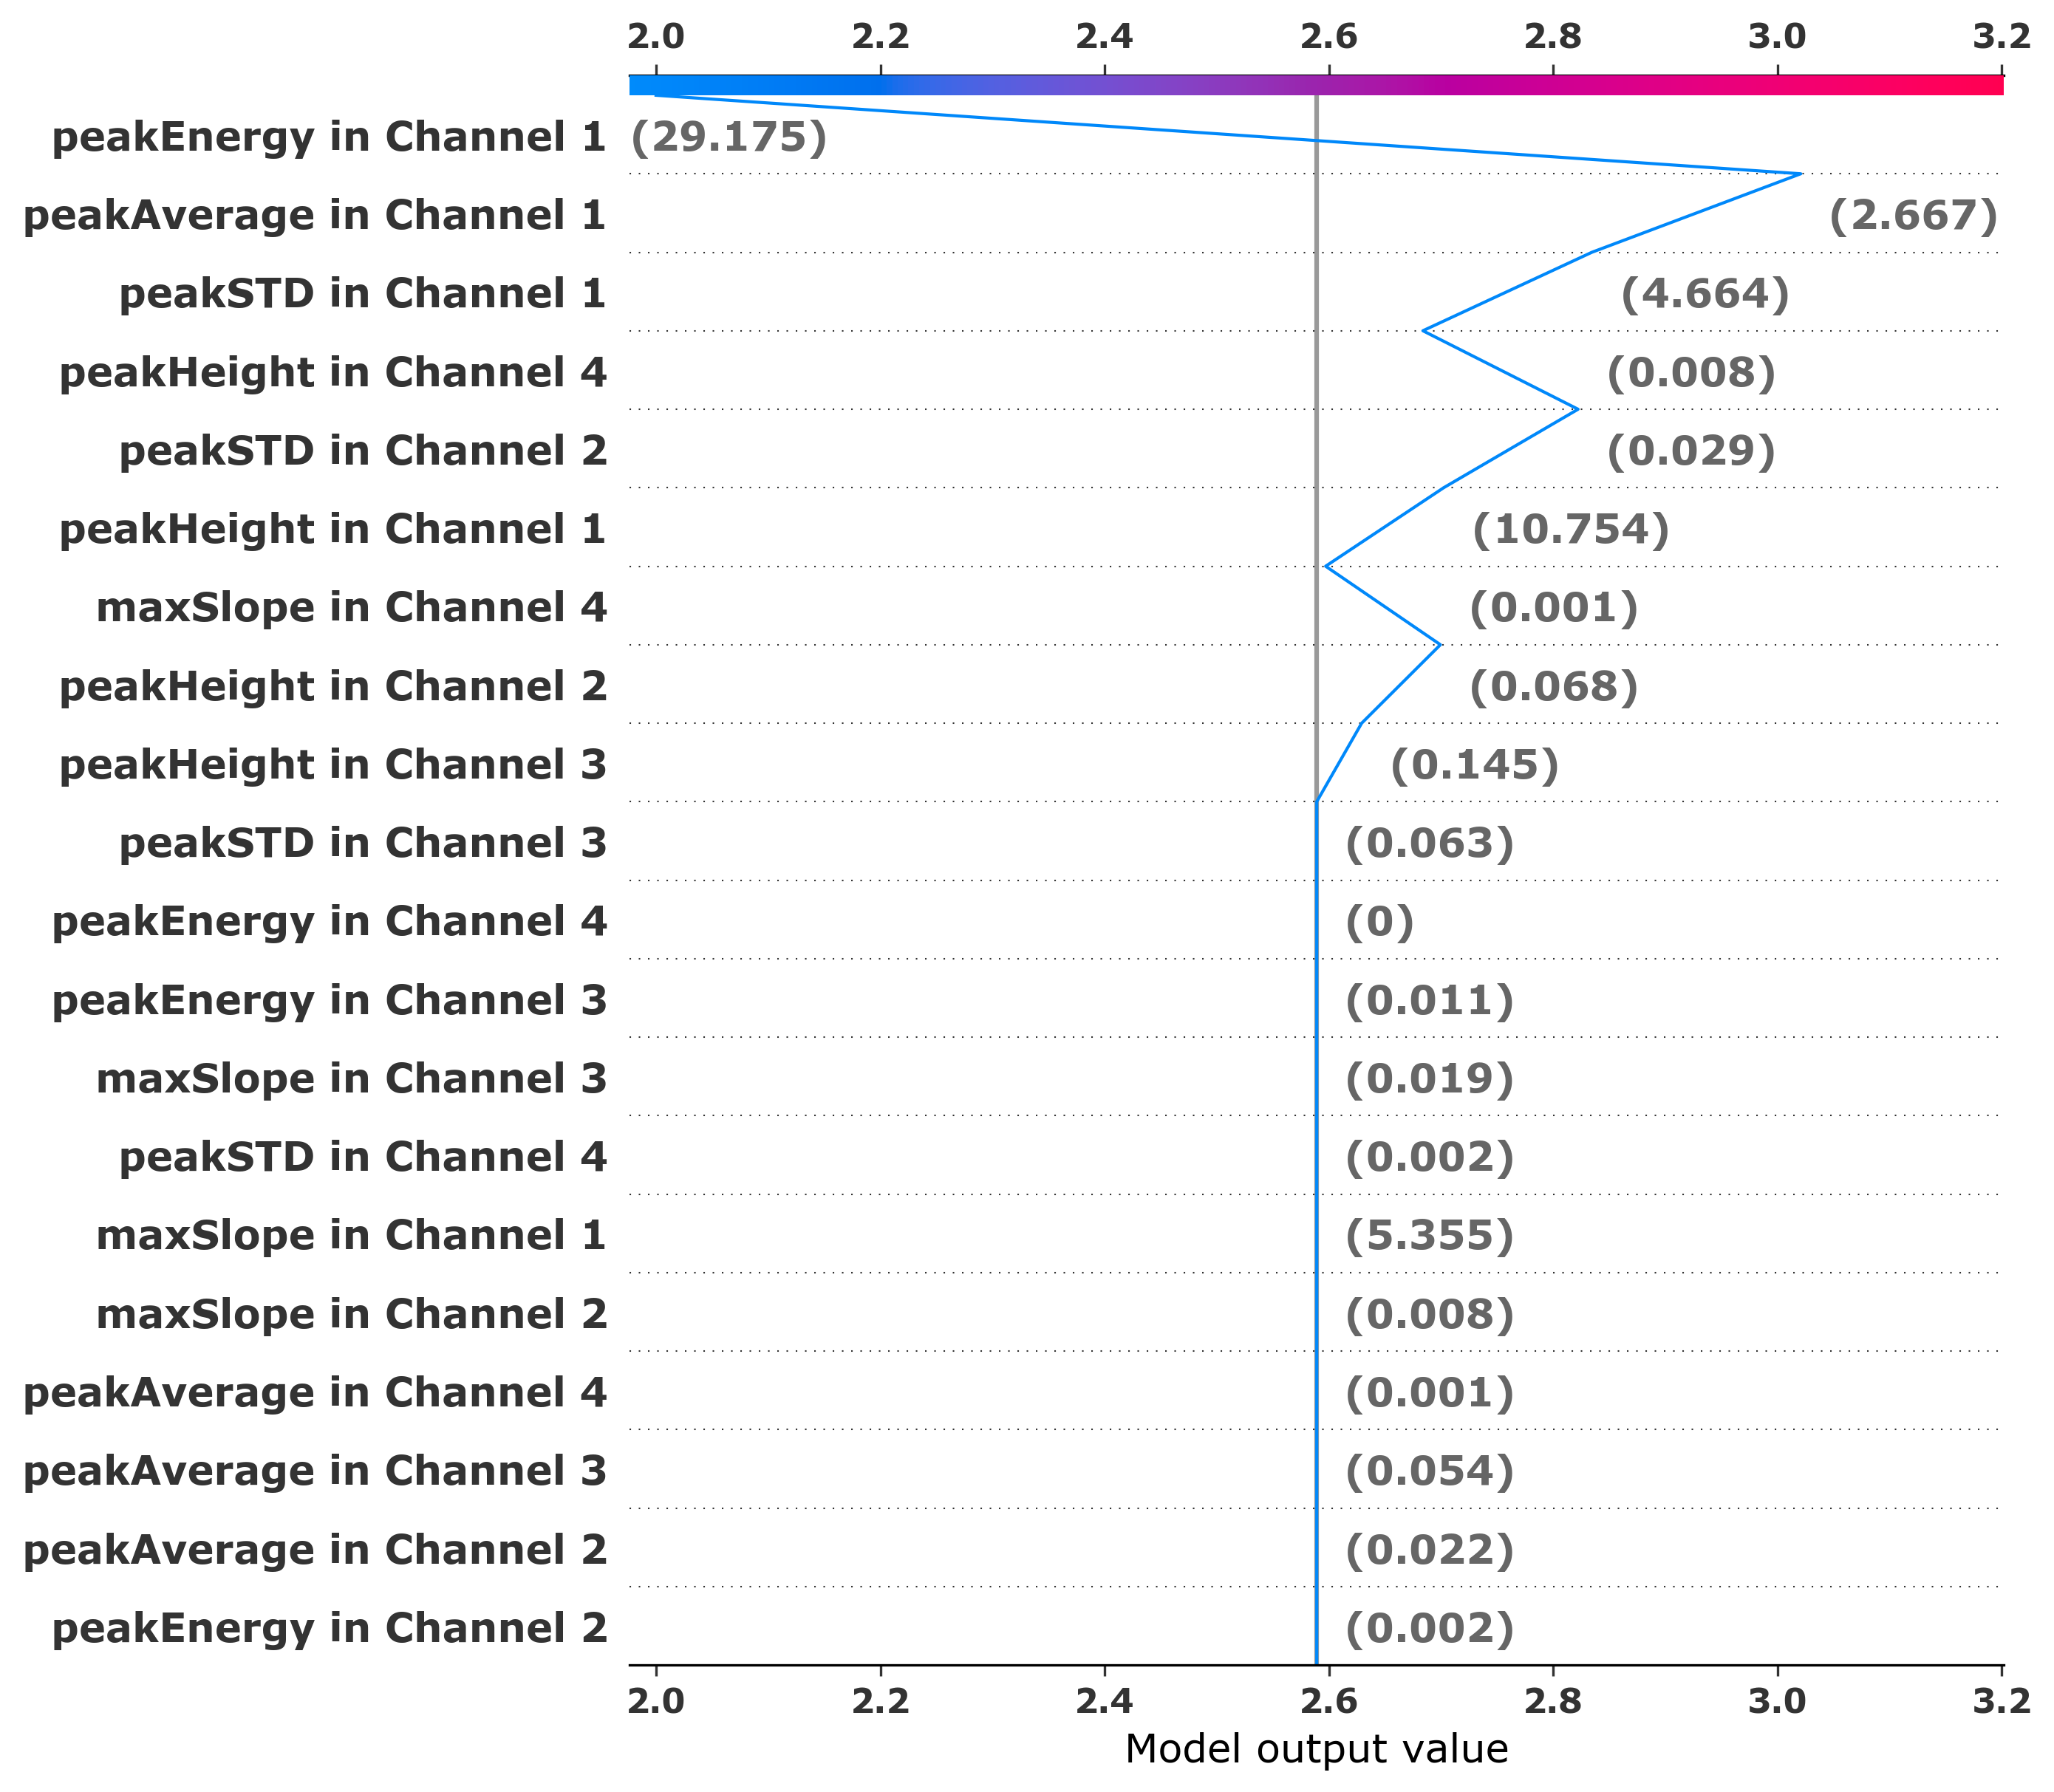 2.0 2.2 2.4 2.6 2.8 3.0 3.2
peakEnergy in Channel 1 (29.175)
peakAverage in Channel 1 (2.667)
peakSTD in Channel 1 (4.664)
peakHeight in Channel 4 (0.008)
peakSTD in Channel 2 (0.029)
peakHeight in Channel 1 (10.754)
maxSlope in Channel 4 (0.001)
peakHeight in Channel 2 (0.068)
peakHeight in Channel 3 (0.145)
peakSTD in Channel 3 (0.063)
peakEnergy in Channel 4 (0)
peakEnergy in Channel 3 (0.011)
maxSlope in Channel 3 (0.019)
peakSTD in Channel 4 (0.002)
maxSlope in Channel 1 (5.355)
maxSlope in Channel 2 (0.008)
peakAverage in Channel 4 (0.001)
peakAverage in Channel 3 (0.054)
peakAverage in Channel 2 (0.022)
peakEnergy in Channel 2 (0.002)
2.0 2.2 2.4 2.6 2.8 3.0 3.2
Model output value